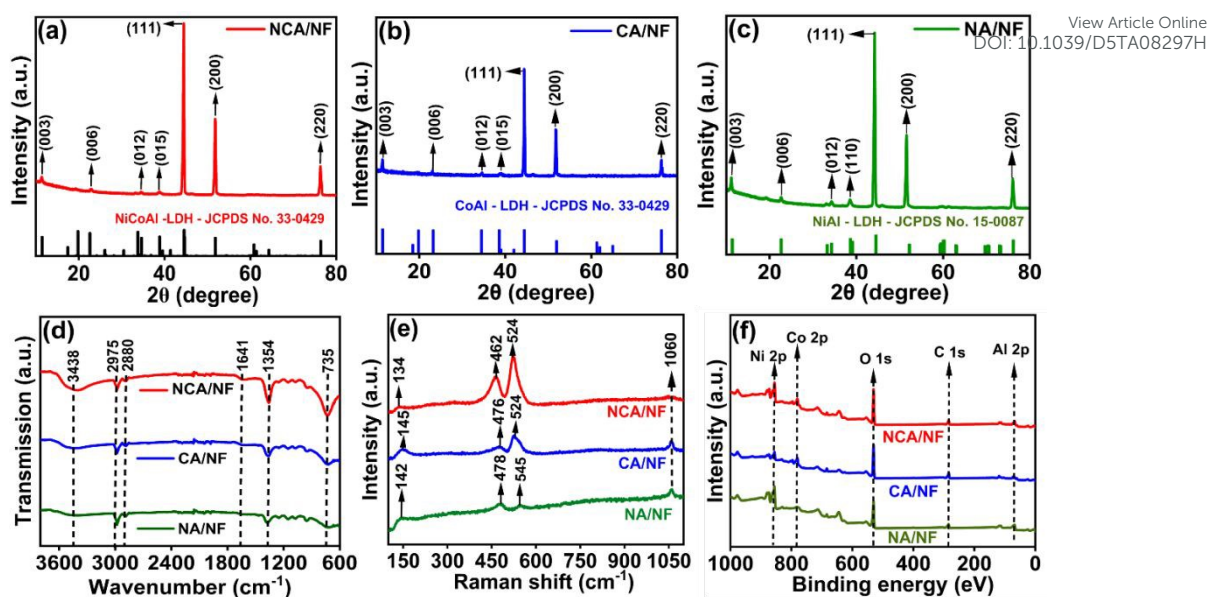 View Article Online
DOI: 10.1039/D5TA08297H
(a)
NCA/NF
(111)
(200)
(003)
(006)
(012)
(015)
(220)
NiCoAl -LDH - JCPDS No. 33-0429
Intensity (a.u.)
20 40 60 80
2θ (degree)
(b)
CA/NF
(111)
(200)
(003)
(006)
(012)
(015)
(220)
CoAl - LDH - JCPDS No. 33-0429
Intensity (a.u.)
20 40 60 80
2θ (degree)
(c)
NA/NF
(111)
(200)
(003)
(006)
(012)
(110)
(220)
NiAl - LDH - JCPDS No. 15-0087
Intensity (a.u.)
20 40 60 80
2θ (degree)
(d)
3438
2975
2880
1641
1354
735
NCA/NF
CA/NF
NA/NF
Transmission (a.u.)
3600 3000 2400 1800 1200 600
Wavenumber (cm⁻¹)
(e)
134
462
524
1060
NCA/NF
145
476
524
CA/NF
142
478
545
NA/NF
Intensity (a.u.)
100 300 500 700 900
Raman shift (cm⁻¹)
(f)
Ni 2p
Co 2p
O 1s
C 1s
Al 2p
NCA/NF
CA/NF
NA/NF
Intensity (a.u.)
1000 800 600 400 200 0
Binding energy (eV)